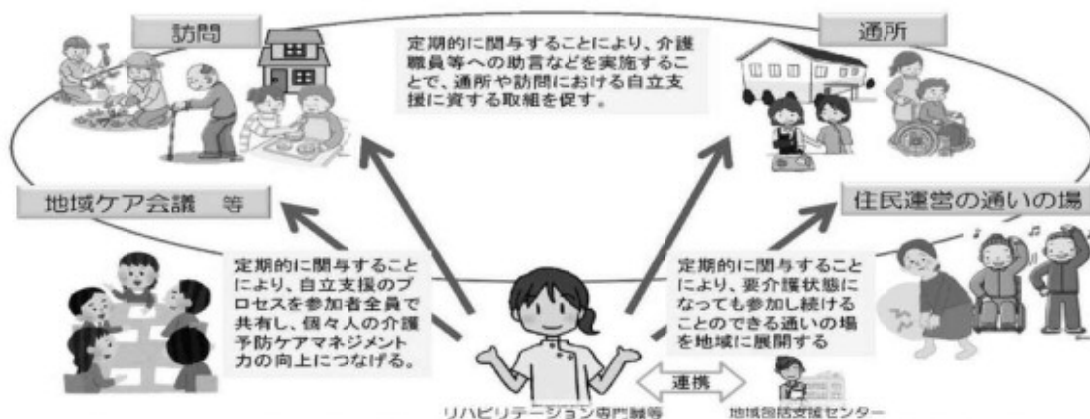 訪問
通所
定期的に関与することにより、介護
職員等への助言などを実施するこ
とで、通所や訪問における自立支
援に資する取組を促す。
地域ケア会議 等
住民運営の通いの場
定期的に関与すること
により、自立支援のプ
ロセスを参加者全員で
共有し、個々人の介護
予防ケアマネジメント
力の向上につなげる。
定期的に関与すること
により、要介護状態に
なっても参加し続ける
ことのできる通いの場
を地域に展開する
連携
リハビリテーション専門職等
地域包括支援センター